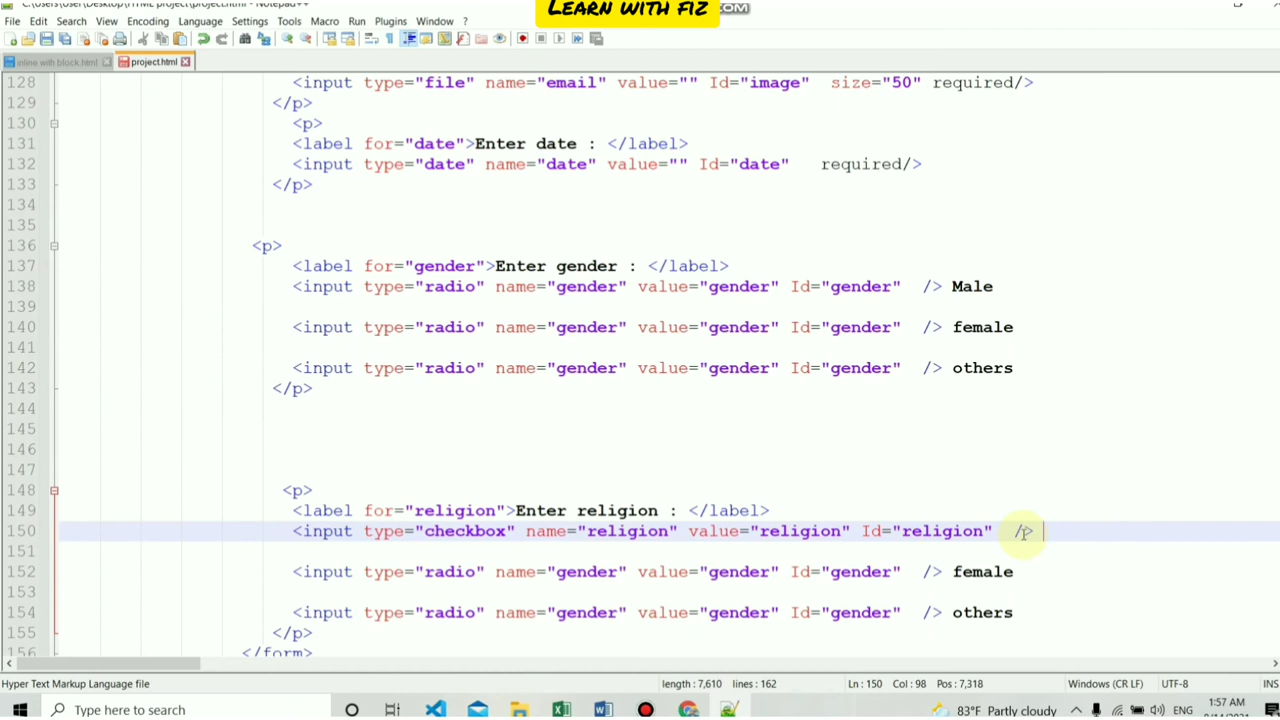 LEARN WITH FIZ
File Edit Search View Encoding Language Settings Tools Macro Run Plugins Window ?
inline with block.html project.html
128 <input type="file" name="email" value="" Id="image" size="50" required/>
129 </p>
130 <p>
131 <label for="date">Enter date : </label>
132 <input type="date" name="date" value="" Id="date" required/>
133 </p>
134
135
136 <p>
137 <label for="gender">Enter gender : </label>
138 <input type="radio" name="gender" value="gender" Id="gender" /> Male
139
140 <input type="radio" name="gender" value="gender" Id="gender" /> female
141
142 <input type="radio" name="gender" value="gender" Id="gender" /> others
143 </p>
144
145
146
147
148 <p>
149 <label for="religion">Enter religion : </label>
150 <input type="checkbox" name="religion" value="religion" Id="religion" />
151
152 <input type="radio" name="gender" value="gender" Id="gender" /> female
153
154 <input type="radio" name="gender" value="gender" Id="gender" /> others
155 </p>
156 </form>
Hyper Text Markup Language file length : 7,610 lines : 162 Ln : 150 Col : 98 Pos : 7,318 Windows (CR LF) UTF-8 INS
Type here to search 83°F Partly cloudy ENG 1:57 AM